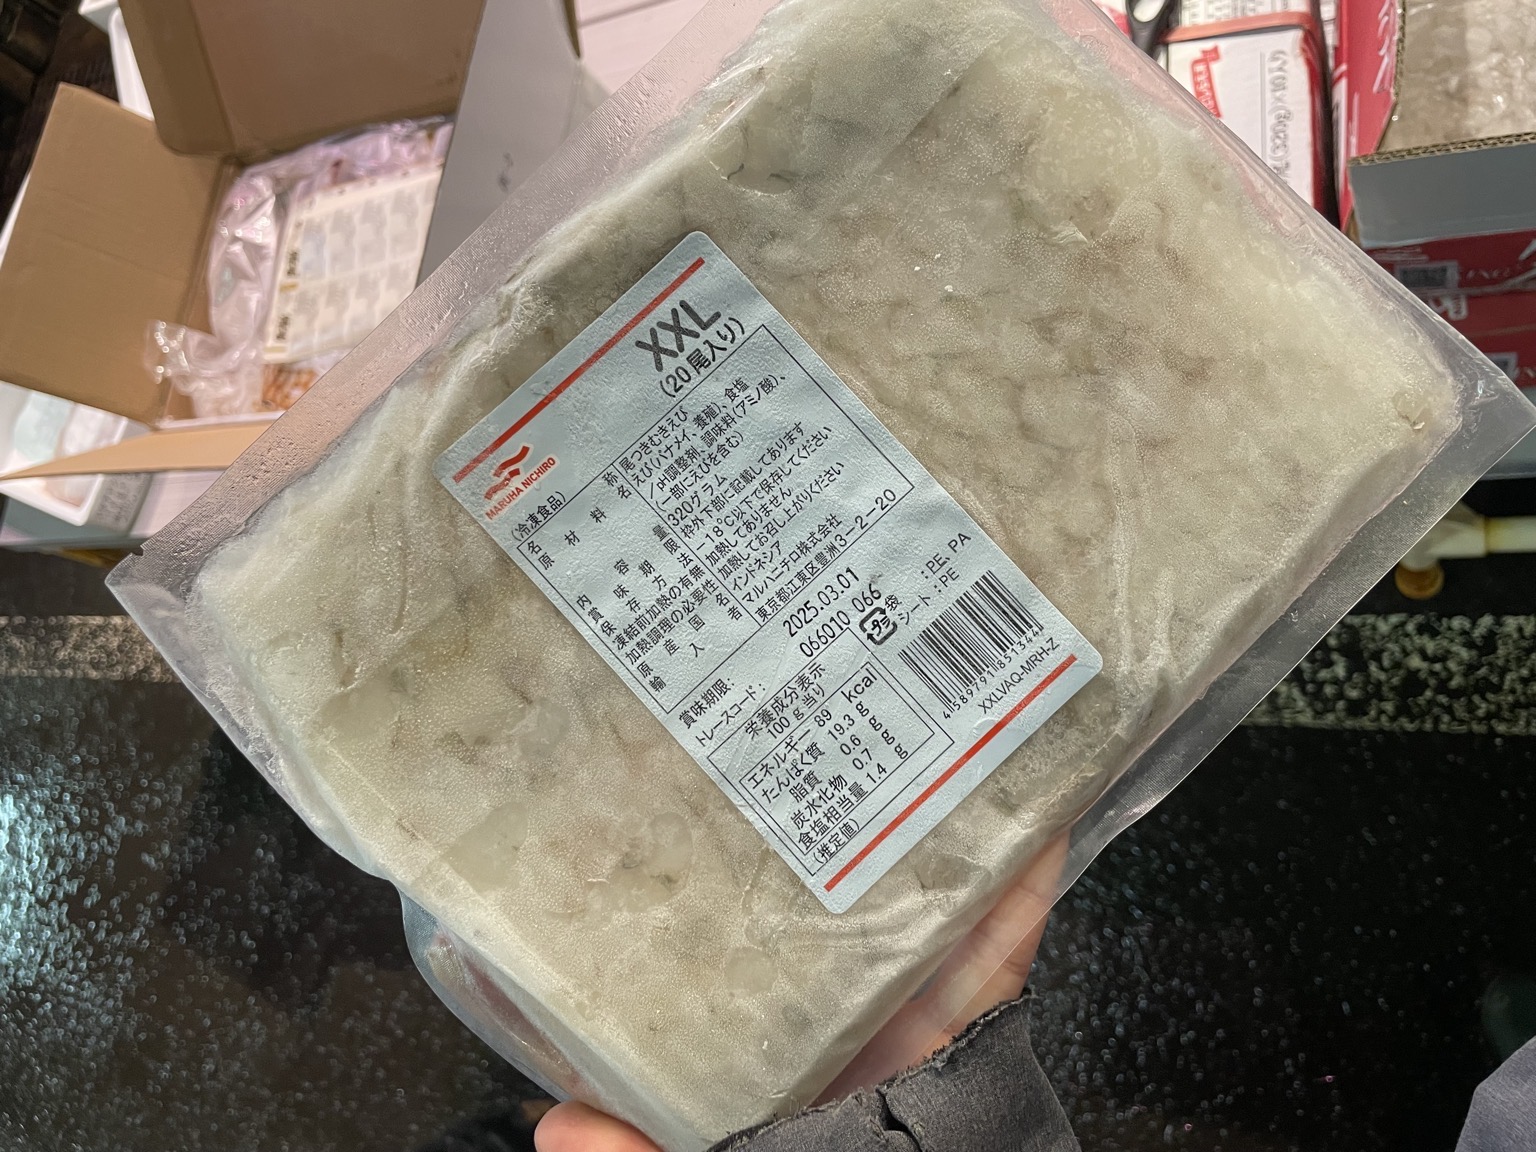 XXL
(20尾入り)
MARUHA NICHIRO
(冷凍食品)
名称 尾つきむきえび
原材料名 えび(バナメイ、養殖)、食塩
/pH調整剤、調味料(アミノ酸)、
(一部にえびを含む)
内容量 320グラム
賞味期限 枠外下部に記載してあります
保存方法 -18℃以下で保存してください
凍結前加熱の有無 加熱してありません
加熱調理の必要性 加熱してお召し上がりください
原産国名 インドネシア
輸入者 マルハニチロ株式会社
東京都江東区豊洲3-2-20
賞味期限: 2025.03.01
トレースコード: 066010 066
プラ
袋 :PE、PA
シート :PE
栄養成分表示
100g当り
エネルギー 89 kcal
たんぱく質 19.3 g
脂質 0.6 g
炭水化物 0.7 g
食塩相当量 1.4 g
(推定値)
4589791851344
XXLVAQ-MRH-Z